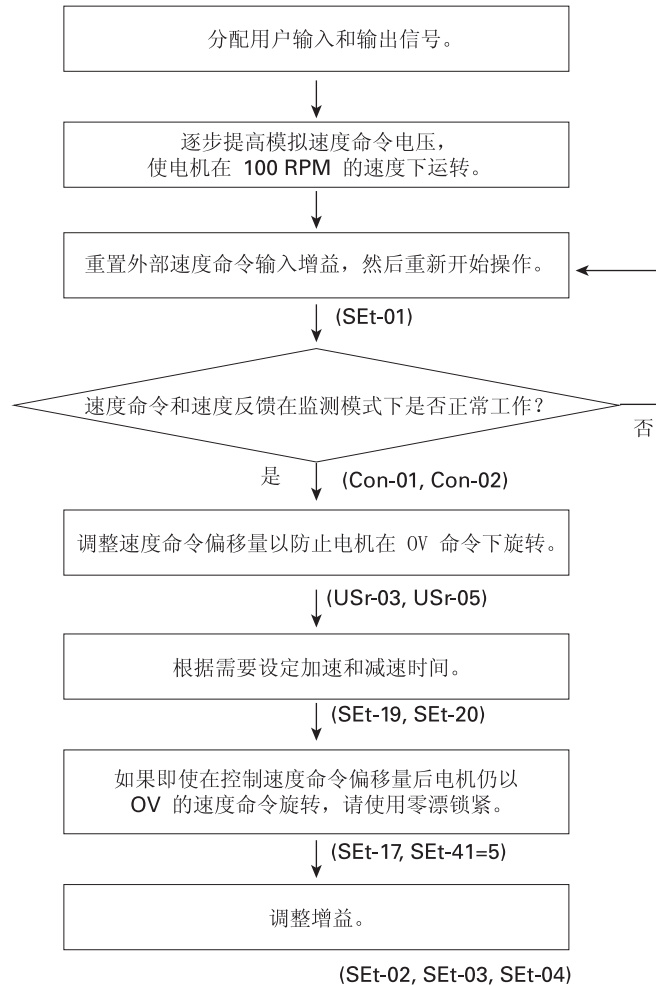 分配用户输入和输出信号。
逐步提高模拟速度命令电压，
使电机在 100 RPM 的速度下运转。
重置外部速度命令输入增益，然后重新开始操作。
(SEt-01)
速度命令和速度反馈在监测模式下是否正常工作？
否
是
(Con-01, Con-02)
调整速度命令偏移量以防止电机在 OV 命令下旋转。
(USr-03, USr-05)
根据需要设定加速和减速时间。
(SEt-19, SEt-20)
如果即使在控制速度命令偏移量后电机仍以
OV 的速度命令旋转，请使用零漂锁紧。
(SEt-17, SEt-41=5)
调整增益。
(SEt-02, SEt-03, SEt-04)